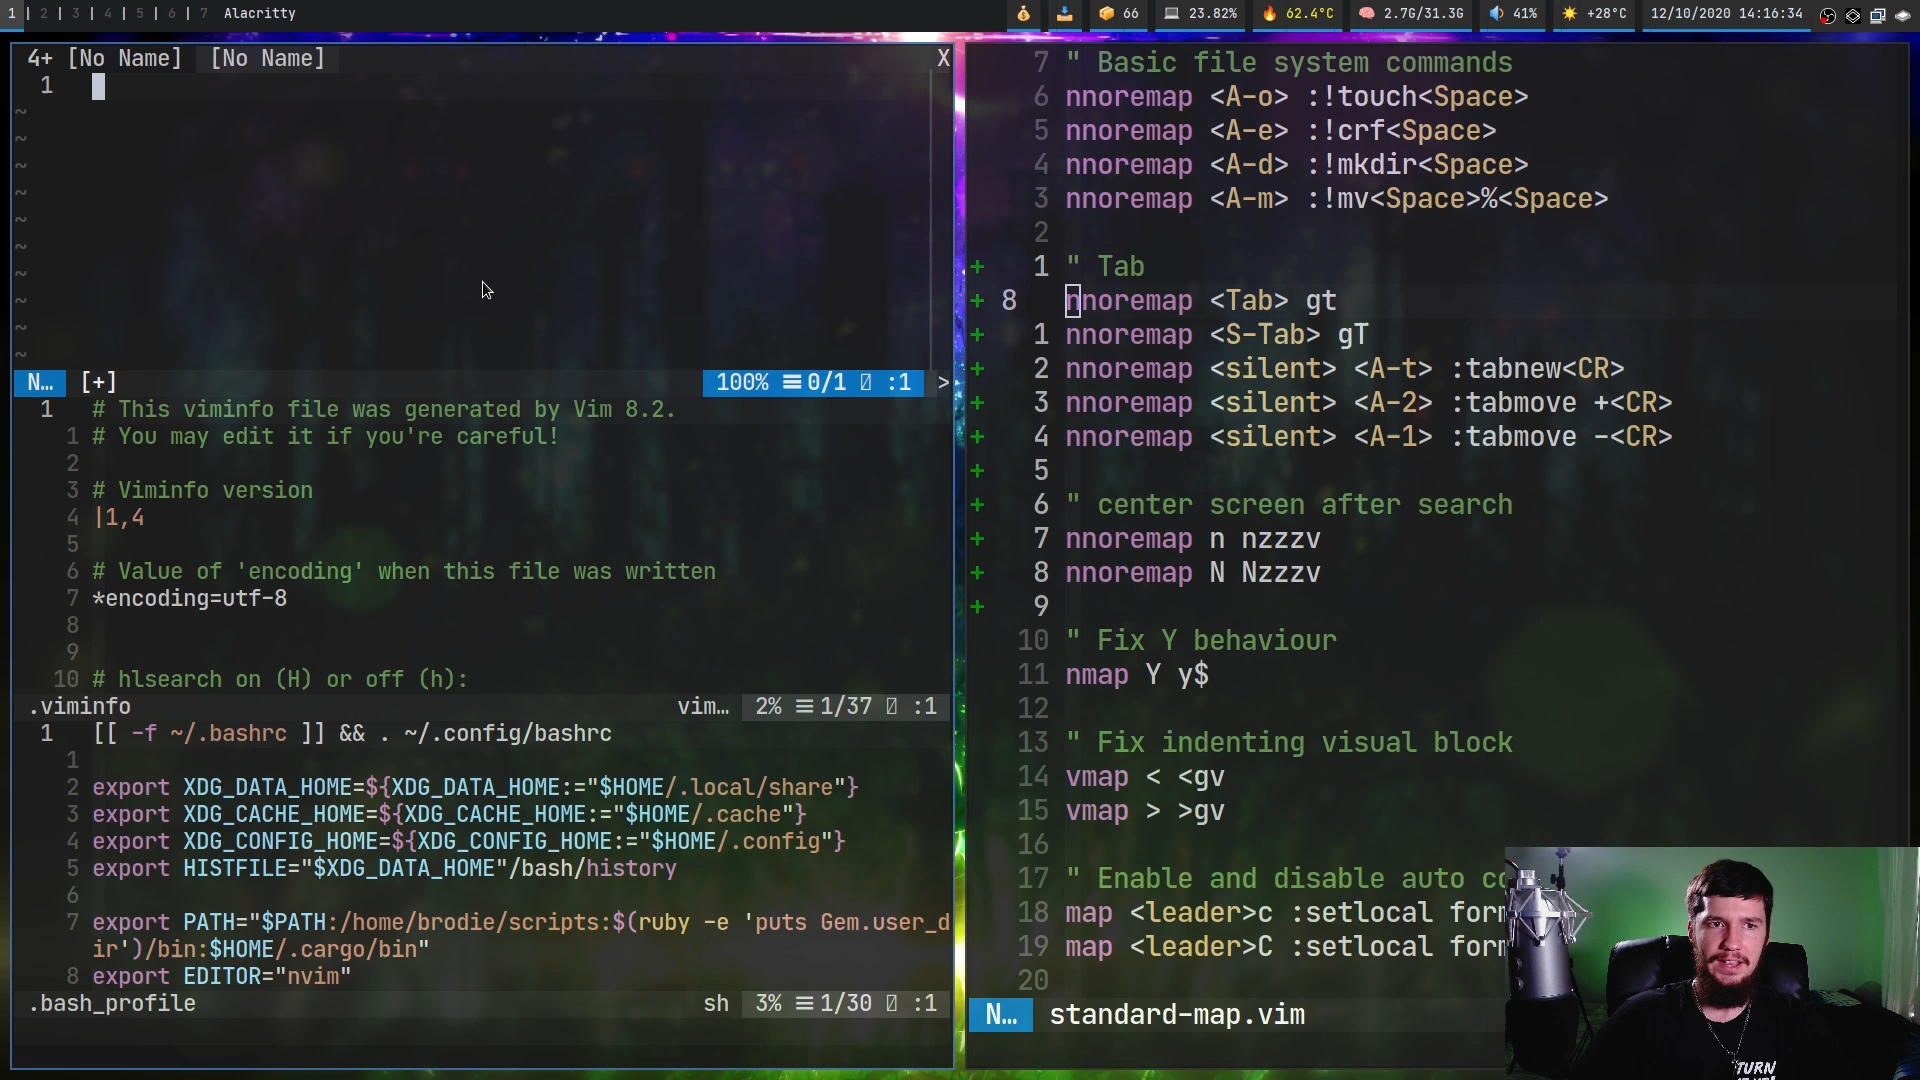 1 | 2 | 3 | 4 | 5 | 6 | 7 Alacritty
66 23.82% 62.4°C 2.7G/31.3G 41% +28°C 12/10/2020 14:16:34
4+ [No Name] [No Name] X
1
~
~
~
~
~
~
~
~
~
~
N… [+] 100% ☰0/1 :1 >
1 # This viminfo file was generated by Vim 8.2.
1 # You may edit it if you're careful!
2
3 # Viminfo version
4 |1,4
5
6 # Value of 'encoding' when this file was written
7 *encoding=utf-8
8
9
10 # hlsearch on (H) or off (h):
.viminfo vim… 2% ☰1/37 :1
1 [[ -f ~/.bashrc ]] && . ~/.config/bashrc
1
2 export XDG_DATA_HOME=${XDG_DATA_HOME:="$HOME/.local/share"}
3 export XDG_CACHE_HOME=${XDG_CACHE_HOME:="$HOME/.cache"}
4 export XDG_CONFIG_HOME=${XDG_CONFIG_HOME:="$HOME/.config"}
5 export HISTFILE="$XDG_DATA_HOME"/bash/history
6
7 export PATH="$PATH:/home/brodie/scripts:$(ruby -e 'puts Gem.user_d
ir')/bin:$HOME/.cargo/bin"
8 export EDITOR="nvim"
.bash_profile sh 3% ☰1/30 :1
7 " Basic file system commands
6 nnoremap <A-o> :!touch<Space>
5 nnoremap <A-e> :!crf<Space>
4 nnoremap <A-d> :!mkdir<Space>
3 nnoremap <A-m> :!mv<Space>%<Space>
2
+ 1 " Tab
+ 8 nnoremap <Tab> gt
+ 1 nnoremap <S-Tab> gT
+ 2 nnoremap <silent> <A-t> :tabnew<CR>
+ 3 nnoremap <silent> <A-2> :tabmove +<CR>
+ 4 nnoremap <silent> <A-1> :tabmove -<CR>
+ 5
+ 6 " center screen after search
+ 7 nnoremap n nzzzv
+ 8 nnoremap N Nzzzv
+ 9
10 " Fix Y behaviour
11 nmap Y y$
12
13 " Fix indenting visual block
14 vmap < <gv
15 vmap > >gv
16
17 " Enable and disable auto co
18 map <leader>c :setlocal for
19 map <leader>C :setlocal for
20
N… standard-map.vim
TURN